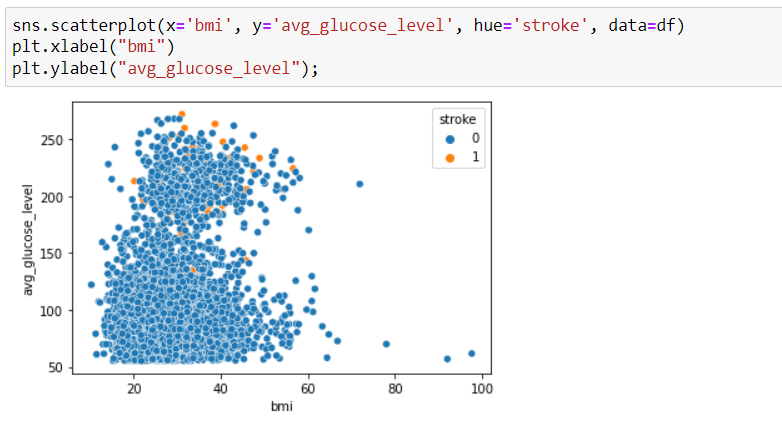 sns.scatterplot(x='bmi', y='avg_glucose_level', hue='stroke', data=df)
plt.xlabel("bmi")
plt.ylabel("avg_glucose_level");
stroke
0
1
250
200
150
100
50
avg_glucose_level
20 40 60 80 100
bmi